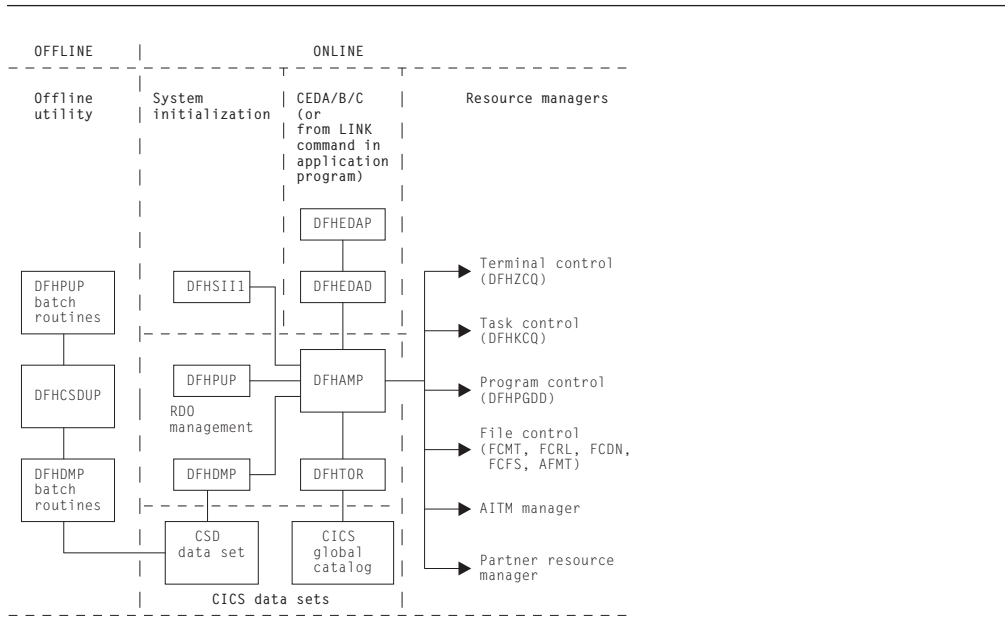 OFFLINE
ONLINE
Offline
utility
System
initialization
CEDA/B/C
(or
from LINK
command in
application
program)
Resource managers
DFHEDAP
DFHPUP
batch
routines
DFHSII1
DFHEDAD
Terminal control
(DFHZCQ)
Task control
(DFHKCQ)
DFHCSDUP
DFHPUP
DFHAMP
Program control
(DFHPGDD)
RDO
management
File control
(FCMT, FCRL, FCDN,
FCFS, AFMT)
DFHDMP
batch
routines
DFHDMP
DFHTOR
AITM manager
CSD
data set
CICS
global
catalog
Partner resource
manager
CICS data sets